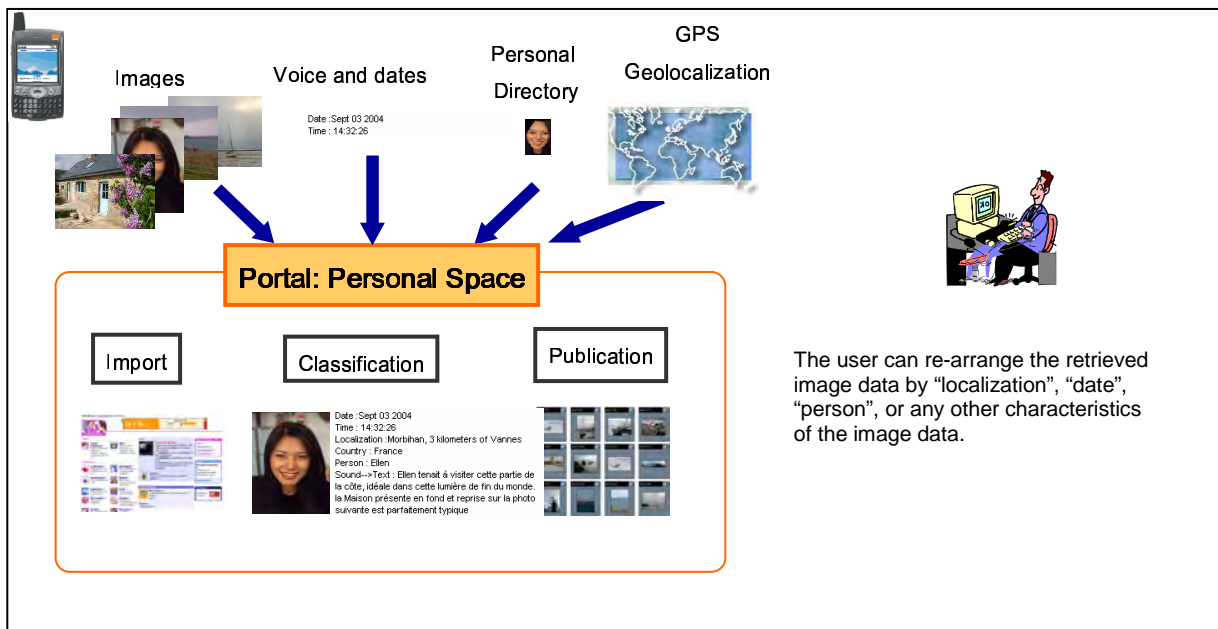 Images
Voice and dates
Personal
Directory
GPS
Geolocalization
Date :Sept 03 2004
Time : 14:32:26
Portal: Personal Space
Import
Classification
Publication
Date :Sept 03 2004
Time : 14:32:26
Localization :Morbihan, 3 kilometers of Vannes
Country : France
Person : Ellen
Sound-->Text : Ellen tenait á visiter cette partie de
la côte, idéale dans cette lumière de fin du monde.
la Maison présente en fond et reprise sur la photo
suivante est parfaitement typique
The user can re-arrange the retrieved
image data by “localization”, “date”,
“person”, or any other characteristics
of the image data.